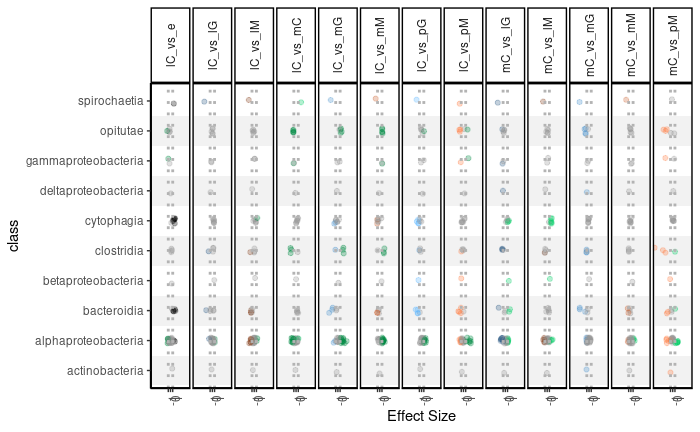 lC_vs_e
lC_vs_lG
lC_vs_lM
lC_vs_mC
lC_vs_mG
lC_vs_mM
lC_vs_pG
lC_vs_pM
mC_vs_lG
mC_vs_lM
mC_vs_mG
mC_vs_mM
mC_vs_pM
spirochaetia
opitutae
gammaproteobacteria
deltaproteobacteria
cytophagia
clostridia
betaproteobacteria
bacteroidia
alphaproteobacteria
actinobacteria
class
Effect Size